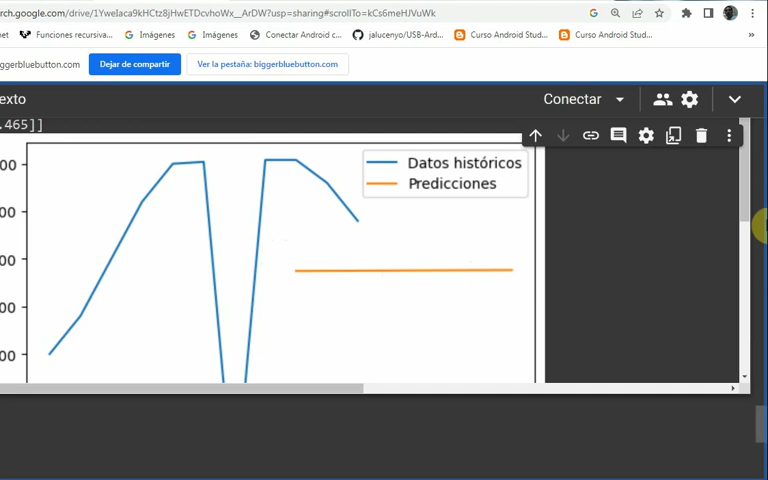 rch.google.com/drive/1YweIaca9kHCtz8jHwETDcvhoWx__ArDW?usp=sharing#scrollTo=kCs6meHJVuWk
net Funciones recursiva... Imágenes Imágenes Conectar Android c... jalucenyo/USB-Ard... Curso Android Stud... Curso Android Stud...
ggerbluebutton.com Dejar de compartir Ver la pestaña: biggerbluebutton.com
exto Conectar
.465]]
00 Datos históricos
Predicciones
00
00
00
00